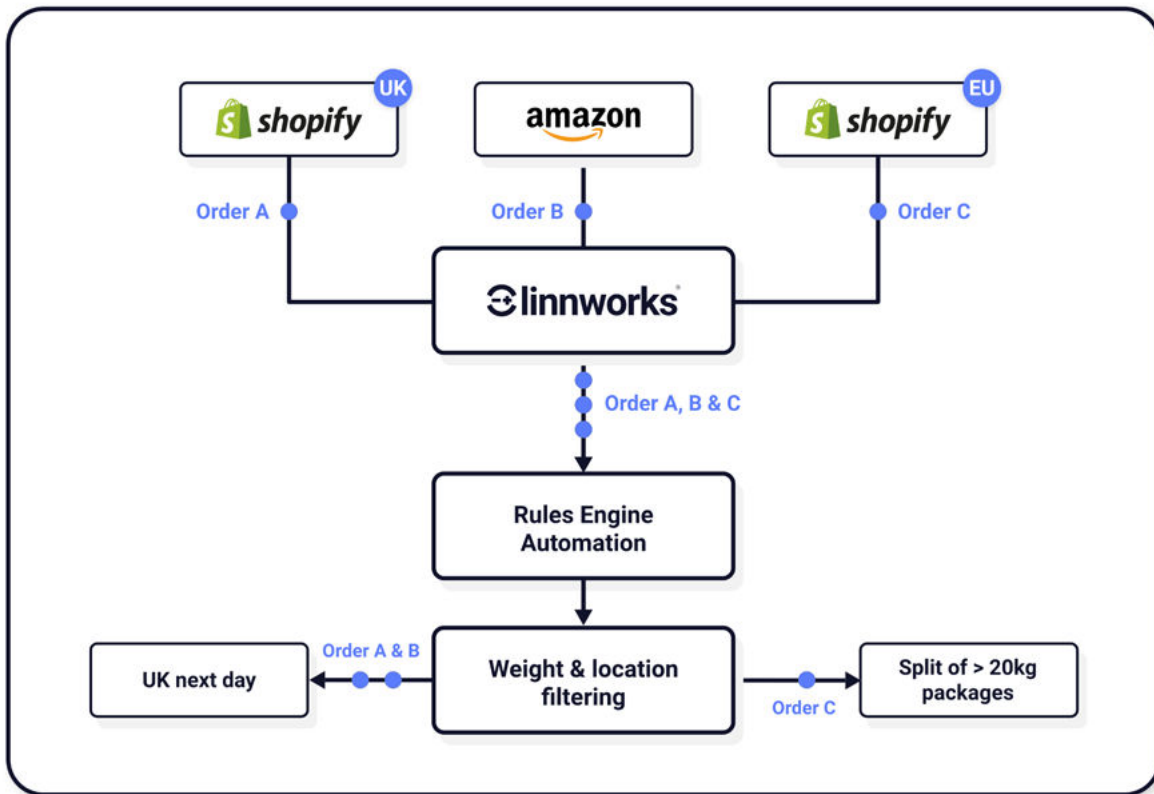 UK
shopify
amazon
EU
shopify
Order A
Order B
Order C
linnworks
Order A, B & C
Rules Engine
Automation
Order A & B
UK next day
Weight & location
filtering
Order C
Split of > 20kg
packages